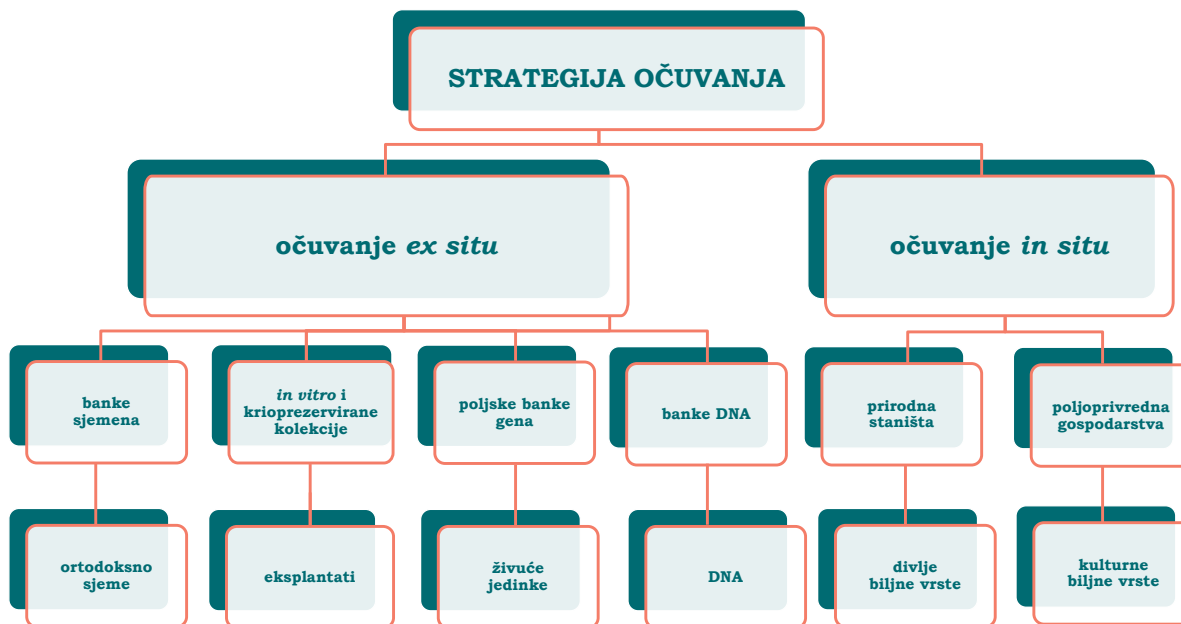 STRATEGIJA OČUVANJA
očuvanje ex situ
očuvanje in situ
banke
sjemena
in vitro i
krioprezervirane
kolekcije
poljske banke
gena
banke DNA
prirodna
staništa
poljoprivredna
gospodarstva
ortodoksno
sjeme
eksplantati
živuće
jedinke
DNA
divlje
biljne vrste
kulturne
biljne vrste